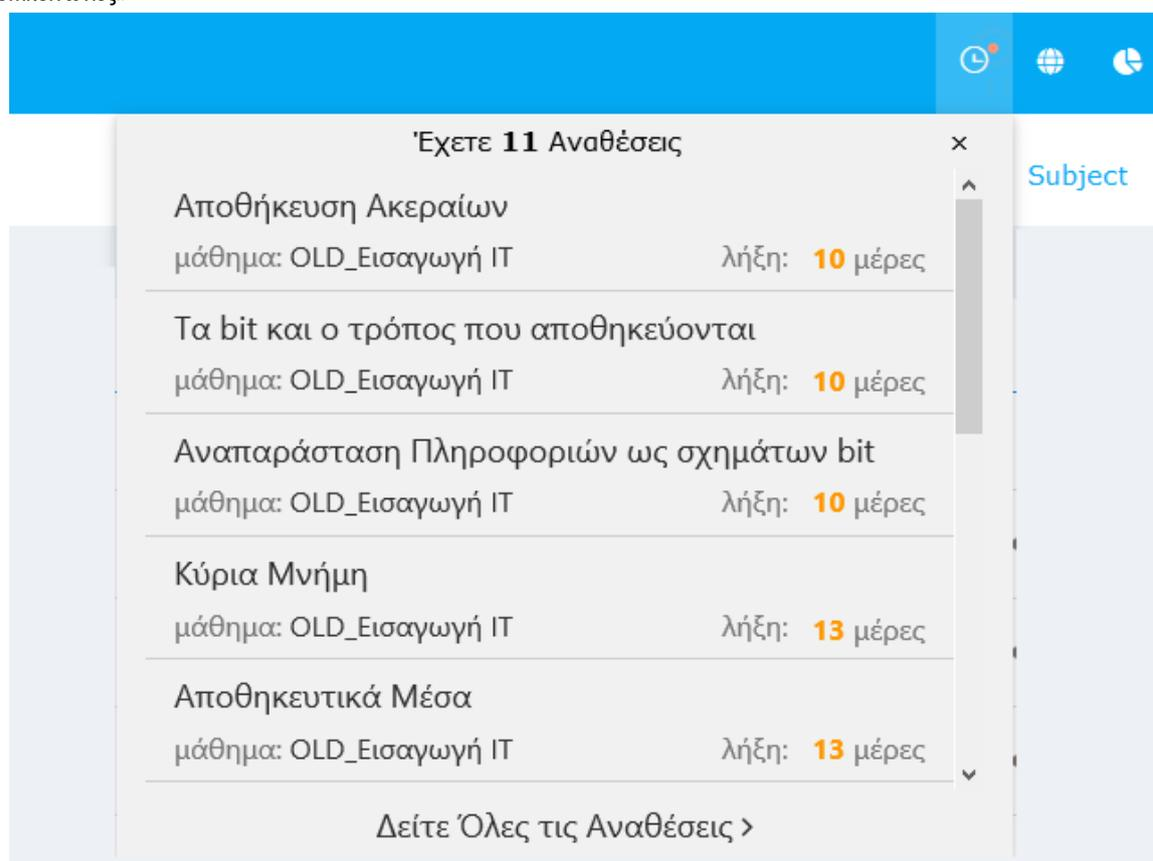 Έχετε 11 Αναθέσεις ×
Subject
Αποθήκευση Ακεραίων
μάθημα: OLD_Εισαγωγή IT λήξη: 10 μέρες
Τα bit και ο τρόπος που αποθηκεύονται
μάθημα: OLD_Εισαγωγή IT λήξη: 10 μέρες
Αναπαράσταση Πληροφοριών ως σχημάτων bit
μάθημα: OLD_Εισαγωγή IT λήξη: 10 μέρες
Κύρια Μνήμη
μάθημα: OLD_Εισαγωγή IT λήξη: 13 μέρες
Αποθηκευτικά Μέσα
μάθημα: OLD_Εισαγωγή IT λήξη: 13 μέρες
Δείτε Όλες τις Αναθέσεις >